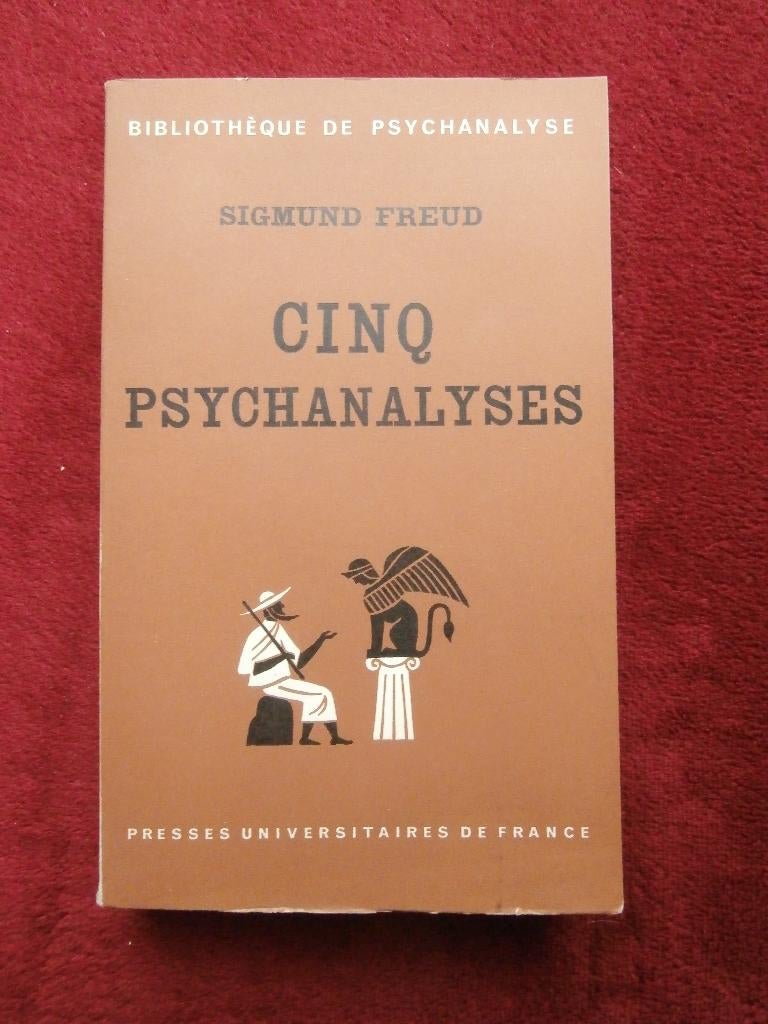 BIBLIOTHÈQUE DE PSYCHANALYSE
SIGMUND FREUD
CINQ
PSYCHANALYSES
PRESSES UNIVERSITAIRES DE FRANCE